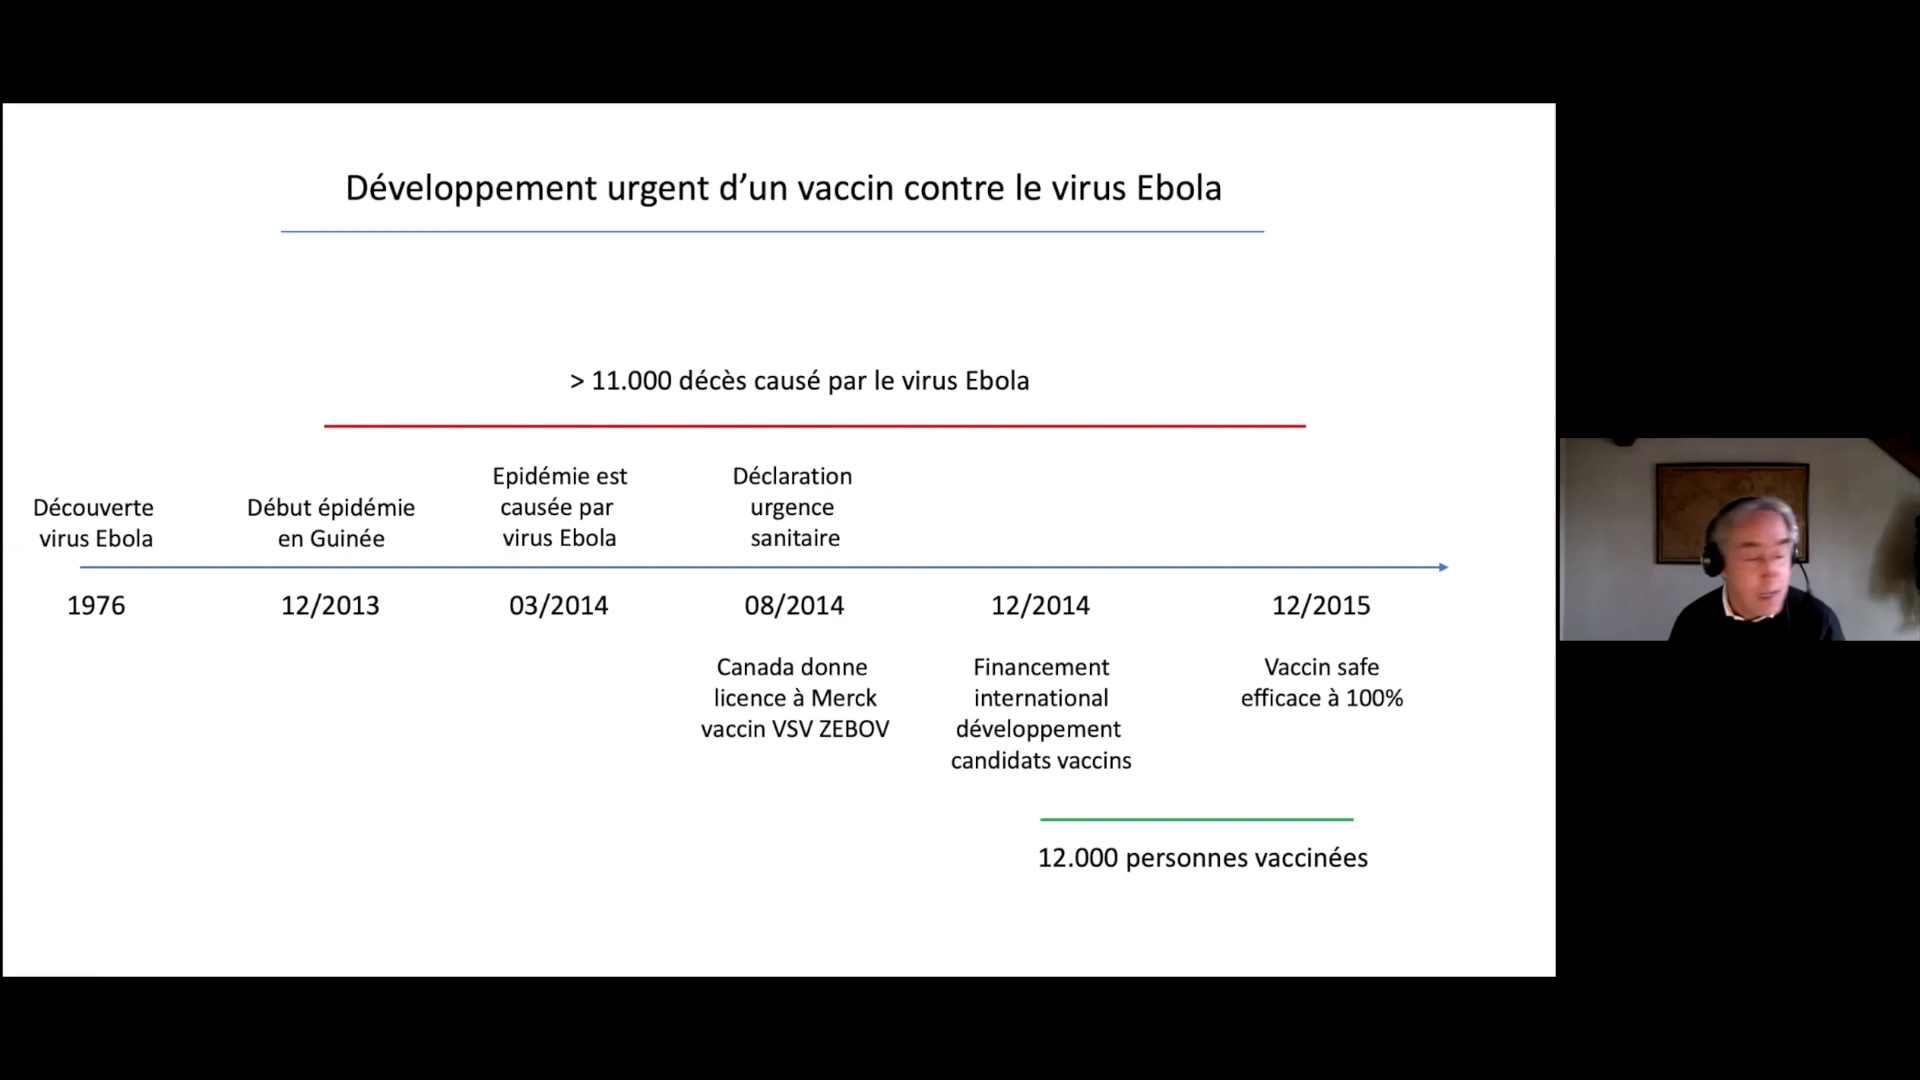 Développement urgent d’un vaccin contre le virus Ebola
> 11.000 décès causé par le virus Ebola
Découverte
virus Ebola
Début épidémie
en Guinée
Epidémie est
causée par
virus Ebola
Déclaration
urgence
sanitaire
1976
12/2013
03/2014
08/2014
12/2014
12/2015
Canada donne
licence à Merck
vaccin VSV ZEBOV
Financement
international
développement
candidats vaccins
Vaccin safe
efficace à 100%
12.000 personnes vaccinées